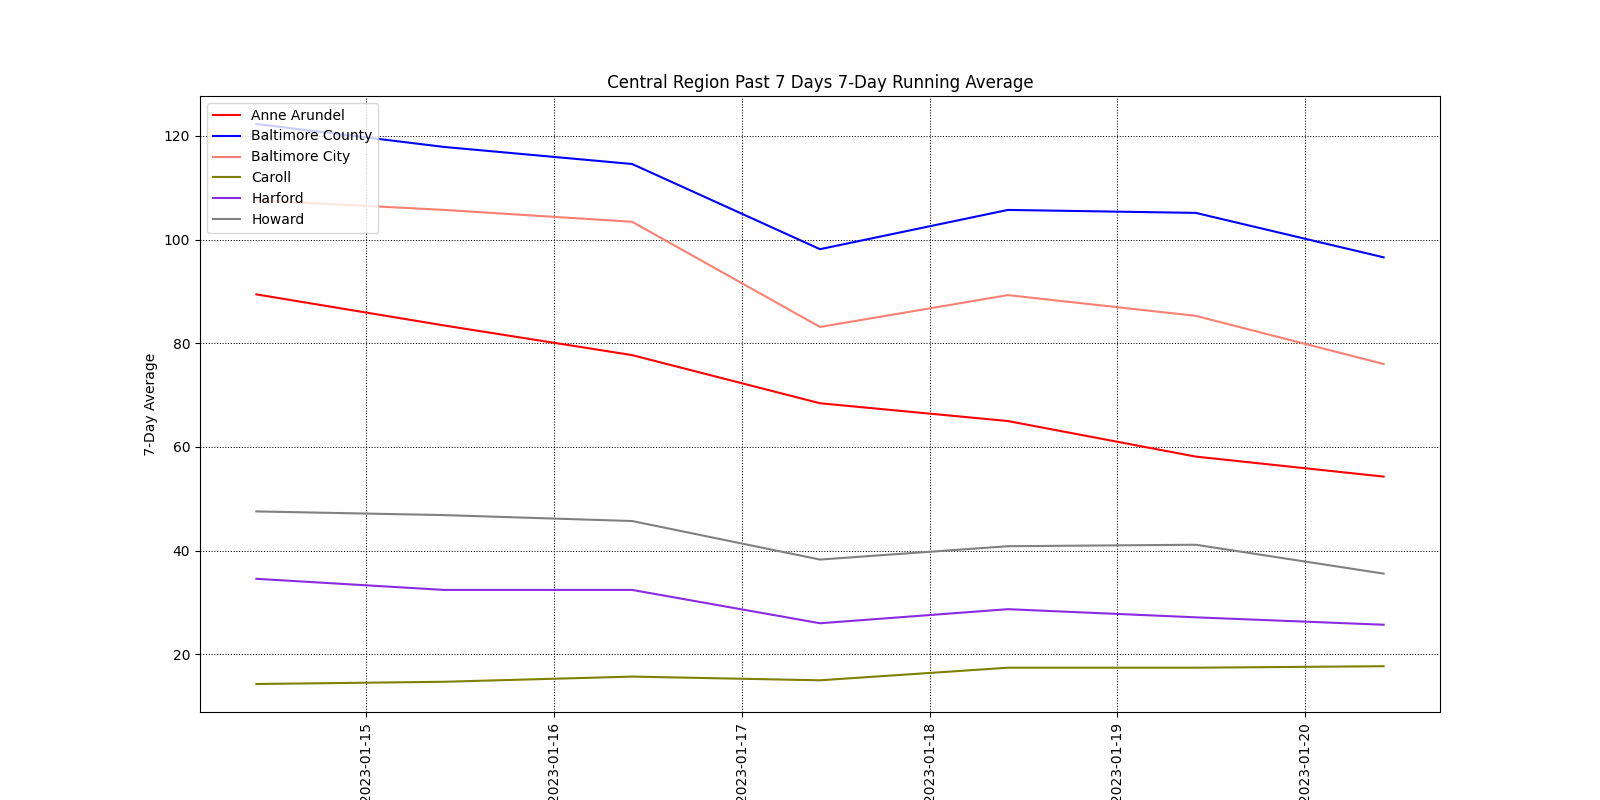 Central Region Past 7 Days 7-Day Running Average
Anne Arundel
Baltimore County
Baltimore City
Caroll
Harford
Howard
120
100
80
60
40
20
7-Day Average
2023-01-15
2023-01-16
2023-01-17
2023-01-18
2023-01-19
2023-01-20